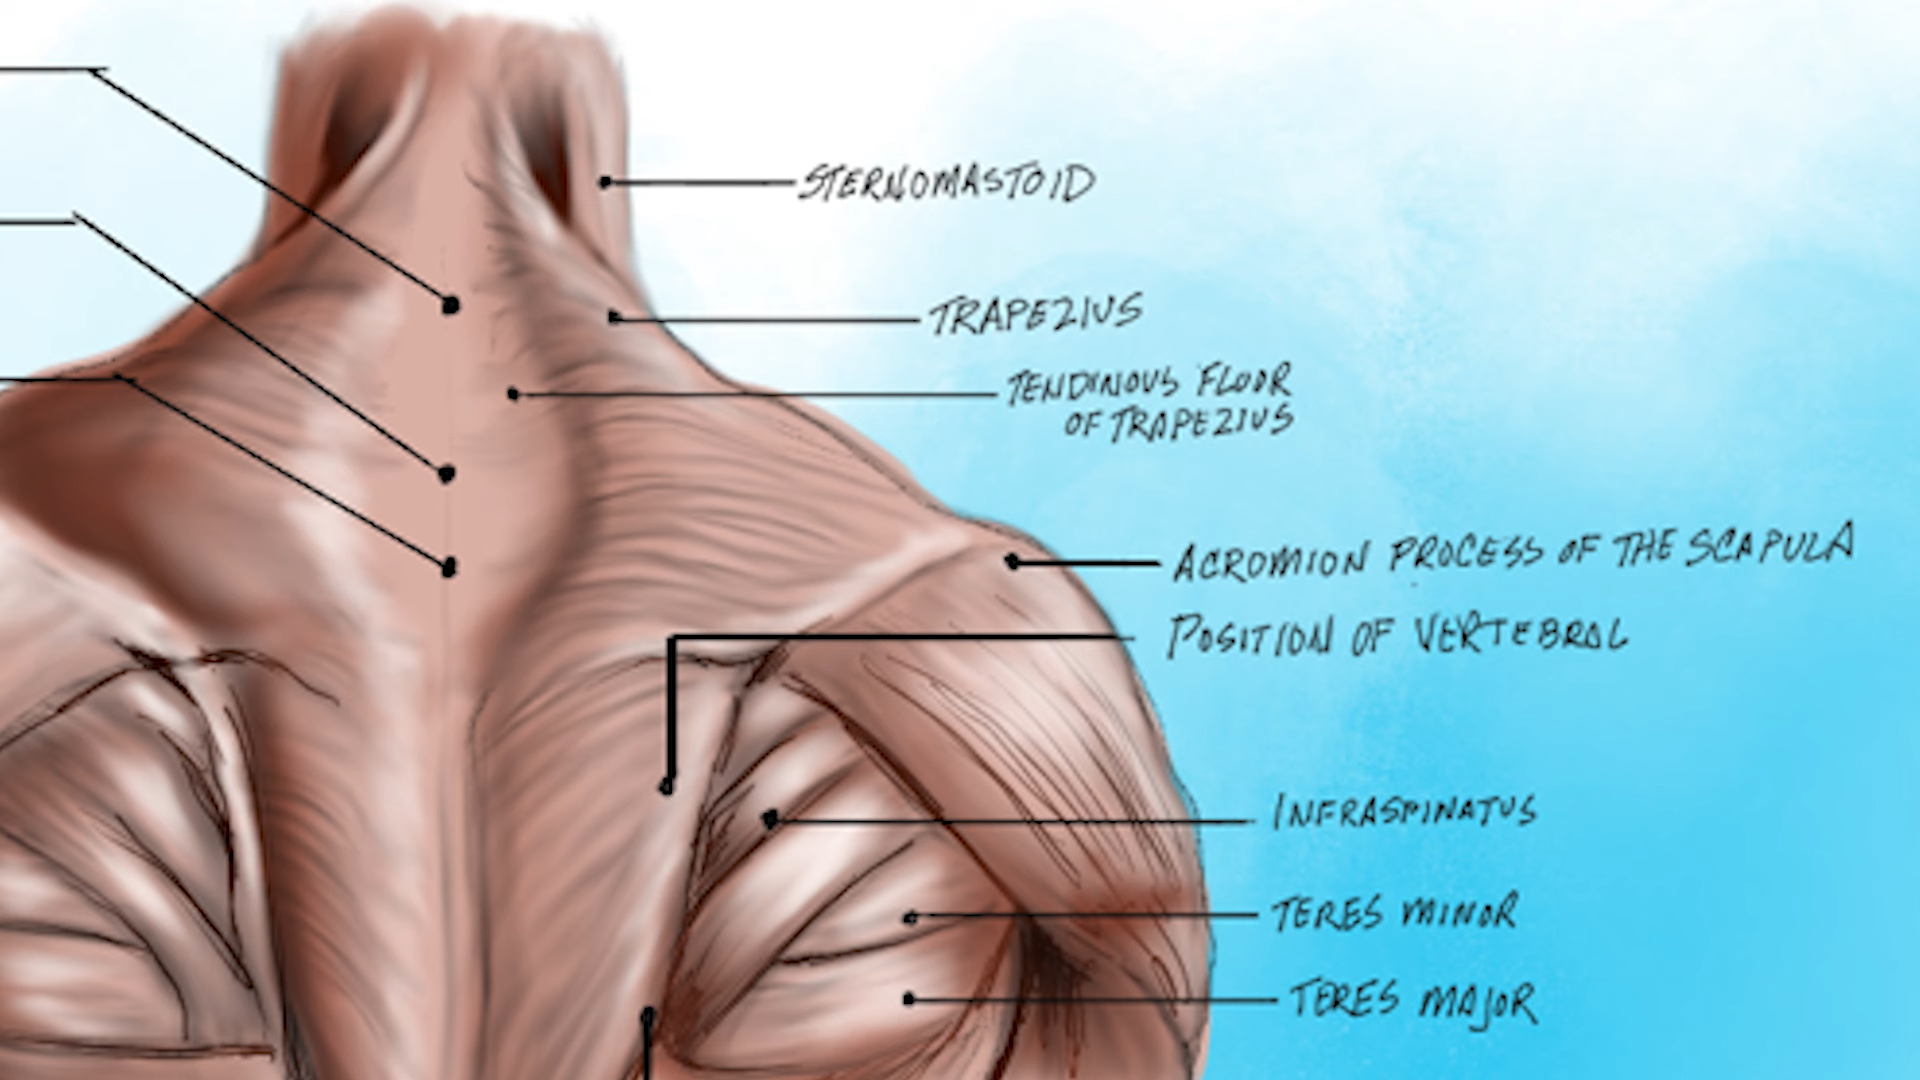 STERNOMASTOID
TRAPEZIUS
TENDINOUS FLOOR
OF TRAPEZIUS
ACROMION PROCESS OF THE SCAPULA
POSITION OF VERTEBRAL
INFRASPINATUS
TERES MINOR
TERES MAJOR